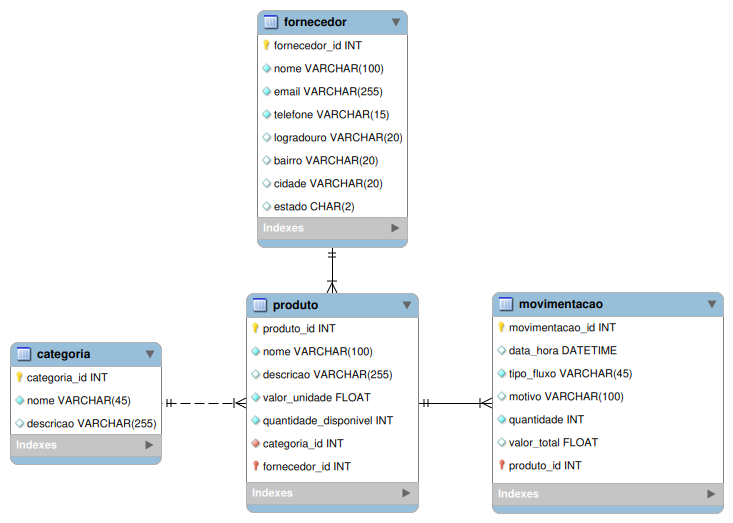 fornecedor
fornecedor_id INT
nome VARCHAR(100)
email VARCHAR(255)
telefone VARCHAR(15)
logradouro VARCHAR(20)
bairro VARCHAR(20)
cidade VARCHAR(20)
estado CHAR(2)
Indexes
categoria
categoria_id INT
nome VARCHAR(45)
descricao VARCHAR(255)
Indexes
produto
produto_id INT
nome VARCHAR(100)
descricao VARCHAR(255)
valor_unidade FLOAT
quantidade_disponivel INT
categoria_id INT
fornecedor_id INT
Indexes
movimentacao
movimentacao_id INT
data_hora DATETIME
tipo_fluxo VARCHAR(45)
motivo VARCHAR(100)
quantidade INT
valor_total FLOAT
produto_id INT
Indexes